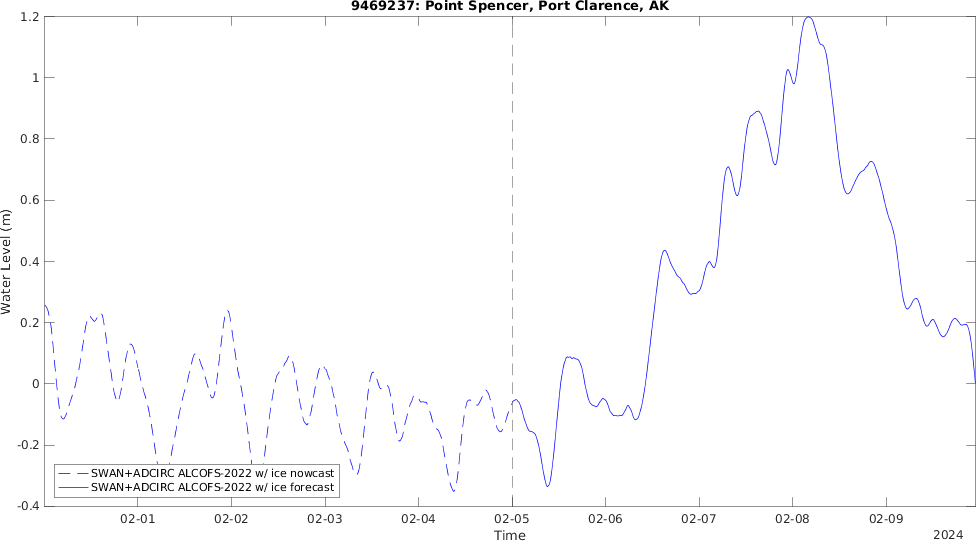 9469237: Point Spencer, Port Clarence, AK
1.2
1
0.8
0.6
0.4
0.2
0
-0.2
-0.4
Water Level (m)
SWAN+ADCIRC ALCOFS-2022 w/ ice nowcast
SWAN+ADCIRC ALCOFS-2022 w/ ice forecast
02-01 02-02 02-03 02-04 02-05 02-06 02-07 02-08 02-09
Time
2024